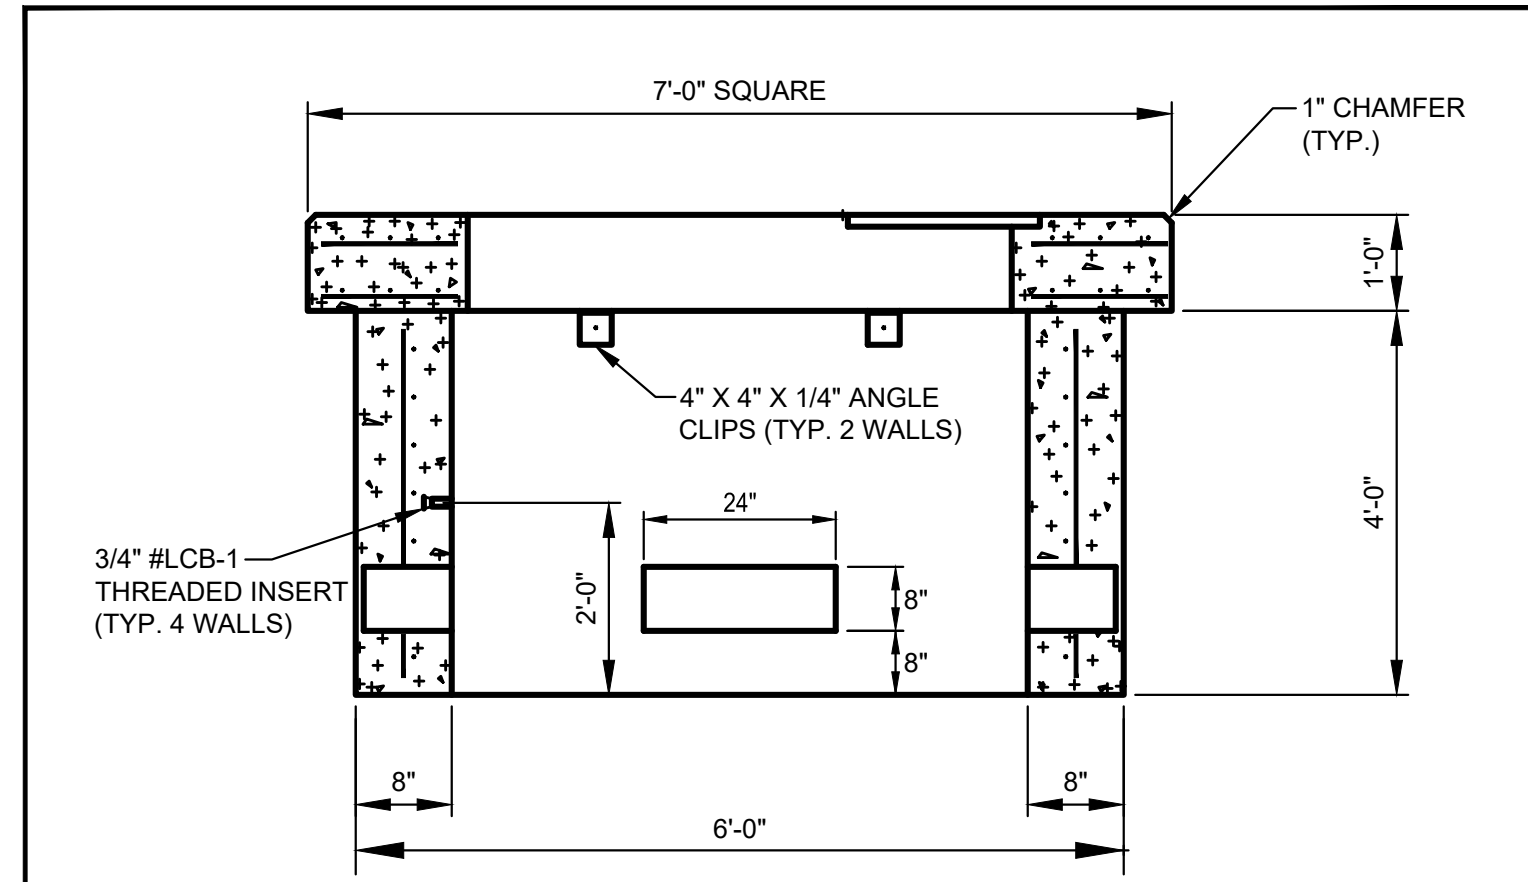 7'-0" SQUARE
1" CHAMFER
(TYP.)
1'-0"
4" X 4" X 1/4" ANGLE
CLIPS (TYP. 2 WALLS)
4'-0"
24"
3/4" #LCB-1
THREADED INSERT
(TYP. 4 WALLS)
2'-0"
8"
8"
8"
8"
6'-0"